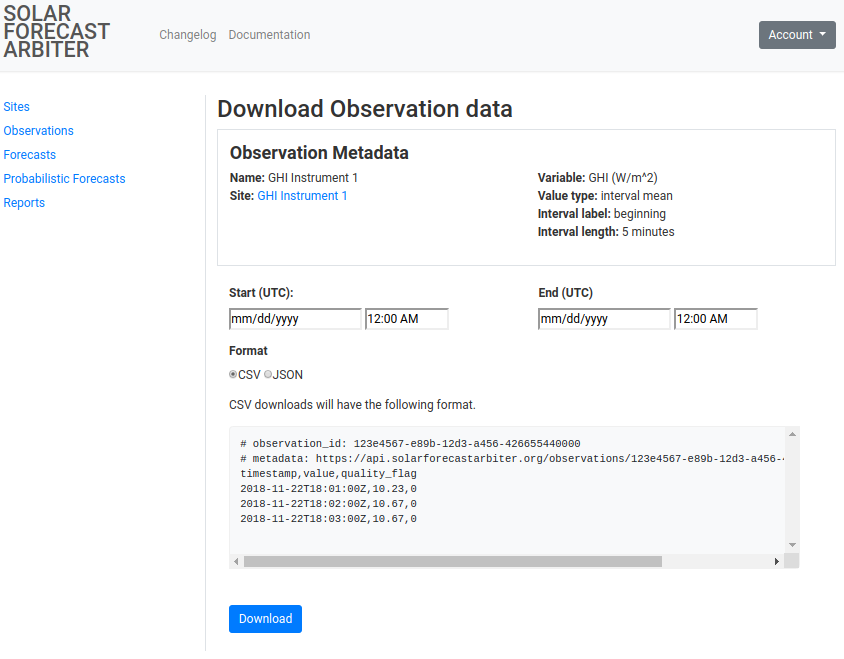 SOLAR
FORECAST
ARBITER
Changelog Documentation
Account
Sites
Observations
Forecasts
Probabilistic Forecasts
Reports
Download Observation data
Observation Metadata
Name: GHI Instrument 1
Site: GHI Instrument 1
Variable: GHI (W/m^2)
Value type: interval mean
Interval label: beginning
Interval length: 5 minutes
Start (UTC):
mm/dd/yyyy 12:00 AM
End (UTC)
mm/dd/yyyy 12:00 AM
Format
CSV JSON
CSV downloads will have the following format.
# observation_id: 123e4567-e89b-12d3-a456-426655440000
# metadata: https://api.solarforecastarbiter.org/observations/123e4567-e89b-12d3-a456-
timestamp,value,quality_flag
2018-11-22T18:01:00Z,10.23,0
2018-11-22T18:02:00Z,10.67,0
2018-11-22T18:03:00Z,10.67,0
Download